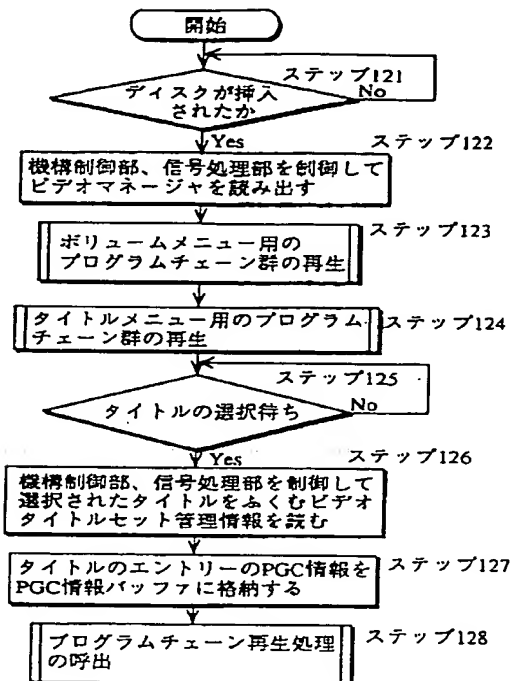 開始
ステップ121
ディスクが挿入
されたか
No
Yes
ステップ122
機構制御部、信号処理部を制御して
ビデオマネージャを読み出す
ステップ123
ボリュームメニュー用の
プログラムチェーン群の再生
タイトルメニュー用のプログラム
チェーン群の再生
ステップ124
ステップ125
タイトルの選択待ち
No
Yes
ステップ126
機構制御部、信号処理部を制御して
選択されたタイトルをふくむビデオ
タイトルセット管理情報を読む
タイトルのエントリーのPGC情報を
PGC情報バッファに格納する
ステップ127
プログラムチェーン再生処理
の呼出
ステップ128